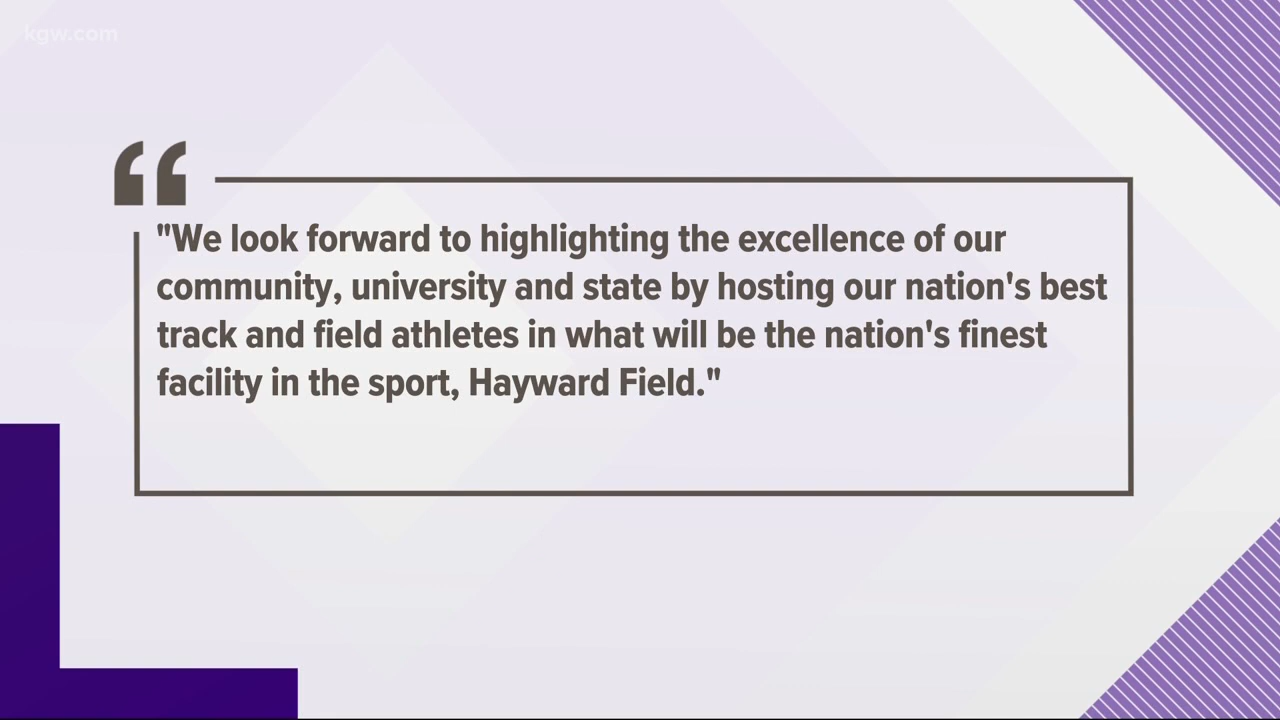 kgw.com
"We look forward to highlighting the excellence of our
community, university and state by hosting our nation's best
track and field athletes in what will be the nation's finest
facility in the sport, Hayward Field."